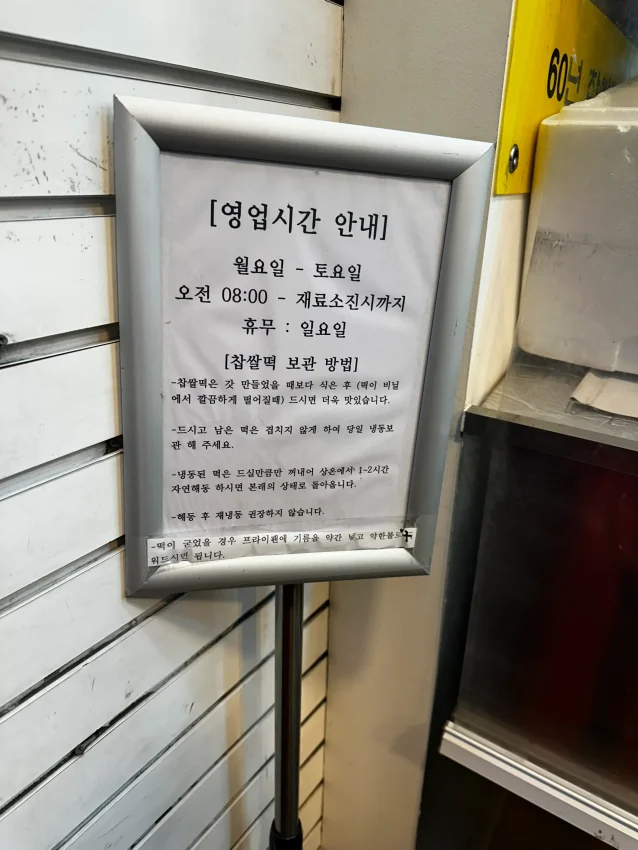 [영업시간 안내]
월요일 - 토요일
오전 08:00 - 재료소진시까지
휴무 : 일요일
[찹쌀떡 보관 방법]
-찹쌀떡은 갓 만들었을 때보다 식은 후 (떡이 비닐
에서 깔끔하게 떨어질때) 드시면 더욱 맛있습니다.
-드시고 남은 떡은 겹치지 않게 하여 당일 냉동보
관 해 주세요.
-냉동된 떡은 드실만큼만 꺼내어 상온에서 1~2시간
자연해동 하시면 본래의 상태로 돌아옵니다.
-해동 후 재냉동 권장하지 않습니다.
-떡이 굳었을 경우 프라이팬에 기름을 약간 넣고 약한불로
궈드시면 됩니다.
60년